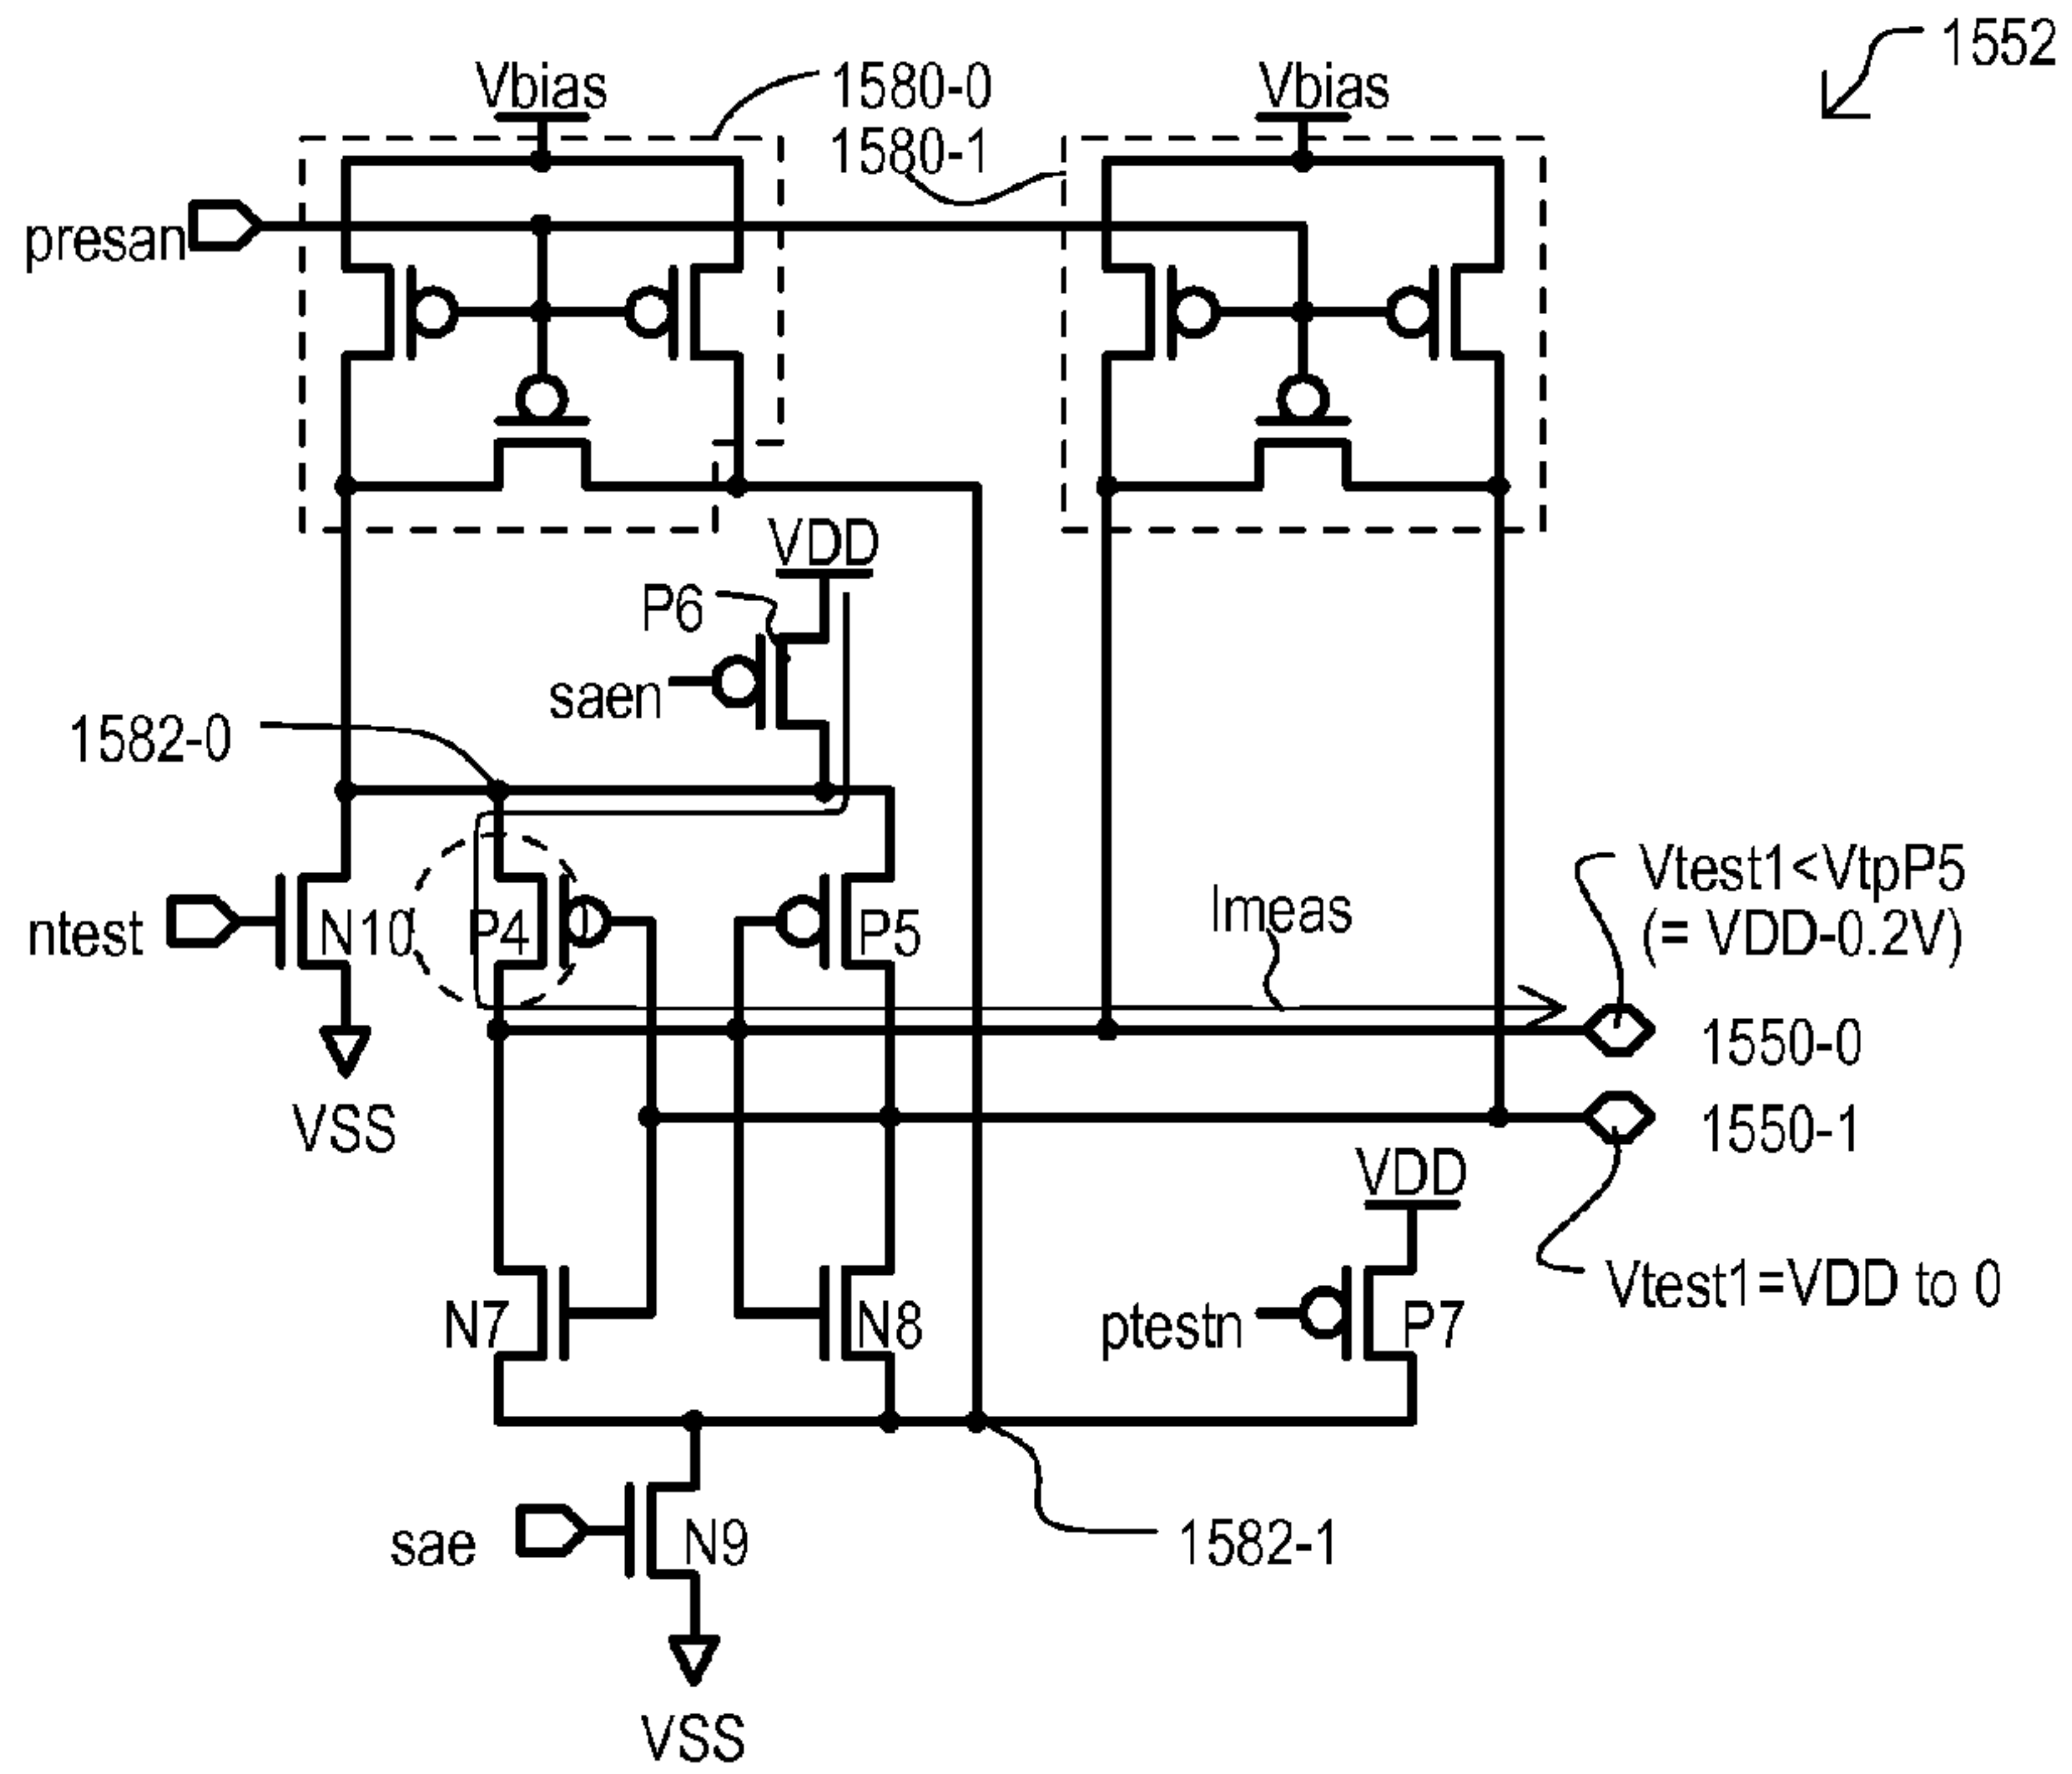 1552
Vbias
1580-0
Vbias
1580-1
presan
VDD
P6
saen
1582-0
Vtest1<VtpP5
(= VDD-0.2V)
Imeas
ntest
N10
P4
P5
1550-0
VSS
1550-1
VDD
Vtest1=VDD to 0
N7
N8
ptestn
P7
sae
N9
1582-1
VSS